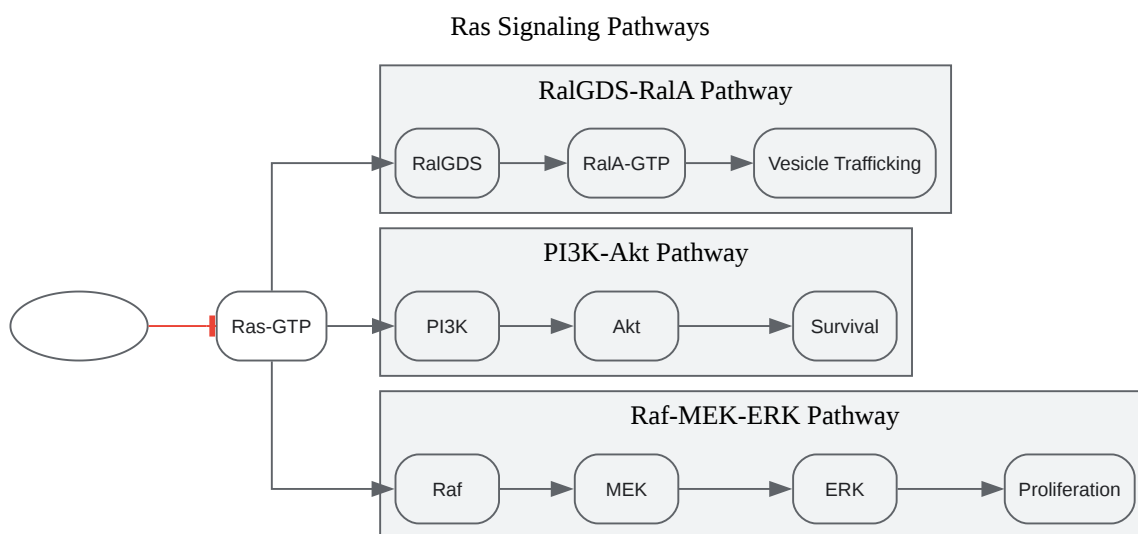 Ras Signaling Pathways
RalGDS-RalA Pathway
RalGDS
RalA-GTP
Vesicle Trafficking
PI3K-Akt Pathway
Ras-GTP
PI3K
Akt
Survival
Raf-MEK-ERK Pathway
Raf
MEK
ERK
Proliferation